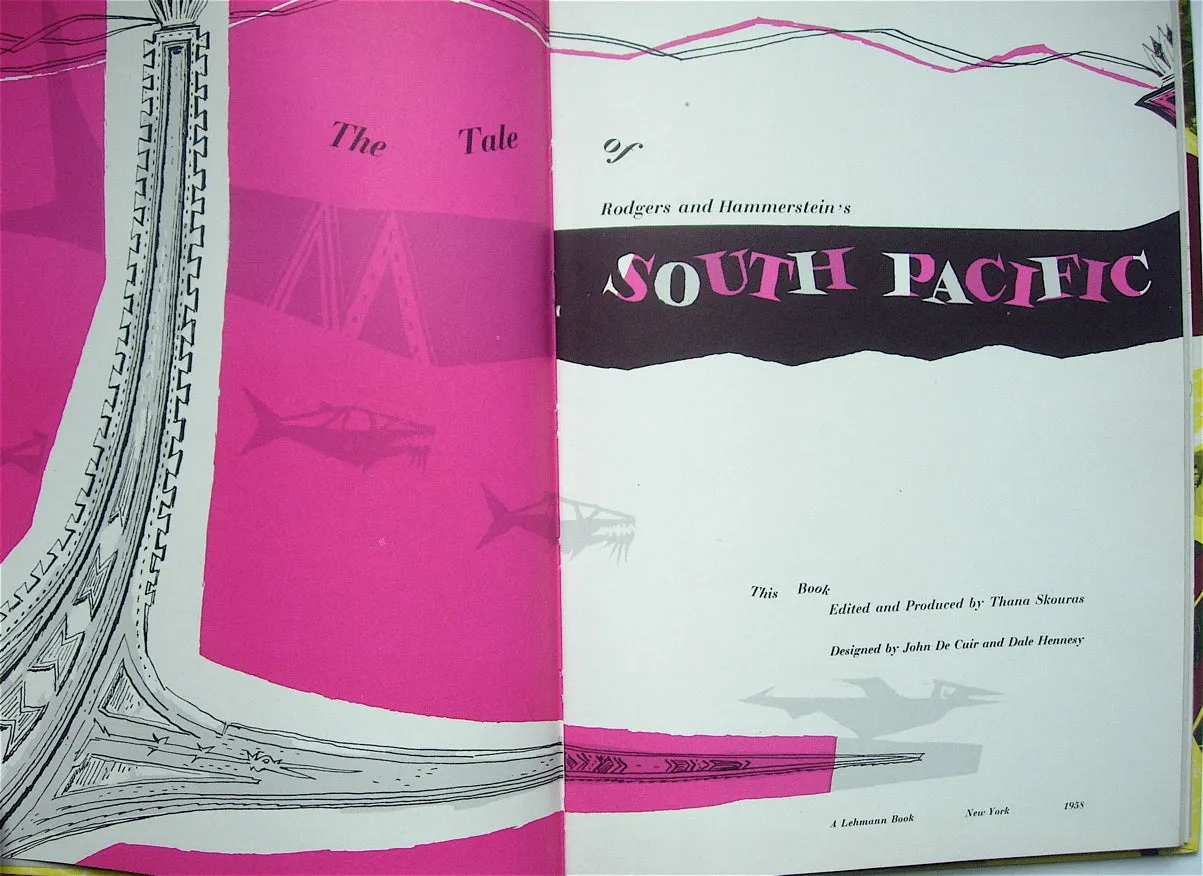 The Tale of
Rodgers and Hammerstein's
SOUTH PACIFIC
This Book
Edited and Produced by Thana Skouras
Designed by John De Cuir and Dale Hennesy
A Lehmann Book New York 1958